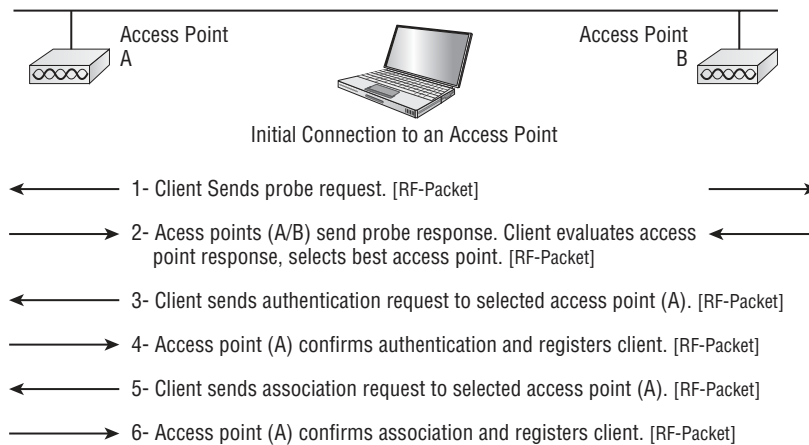 Access Point
A
Access Point
B
Initial Connection to an Access Point
1- Client Sends probe request. [RF-Packet]
2- Acess points (A/B) send probe response. Client evaluates access
point response, selects best access point. [RF-Packet]
3- Client sends authentication request to selected access point (A). [RF-Packet]
4- Access point (A) confirms authentication and registers client. [RF-Packet]
5- Client sends association request to selected access point (A). [RF-Packet]
6- Access point (A) confirms association and registers client. [RF-Packet]